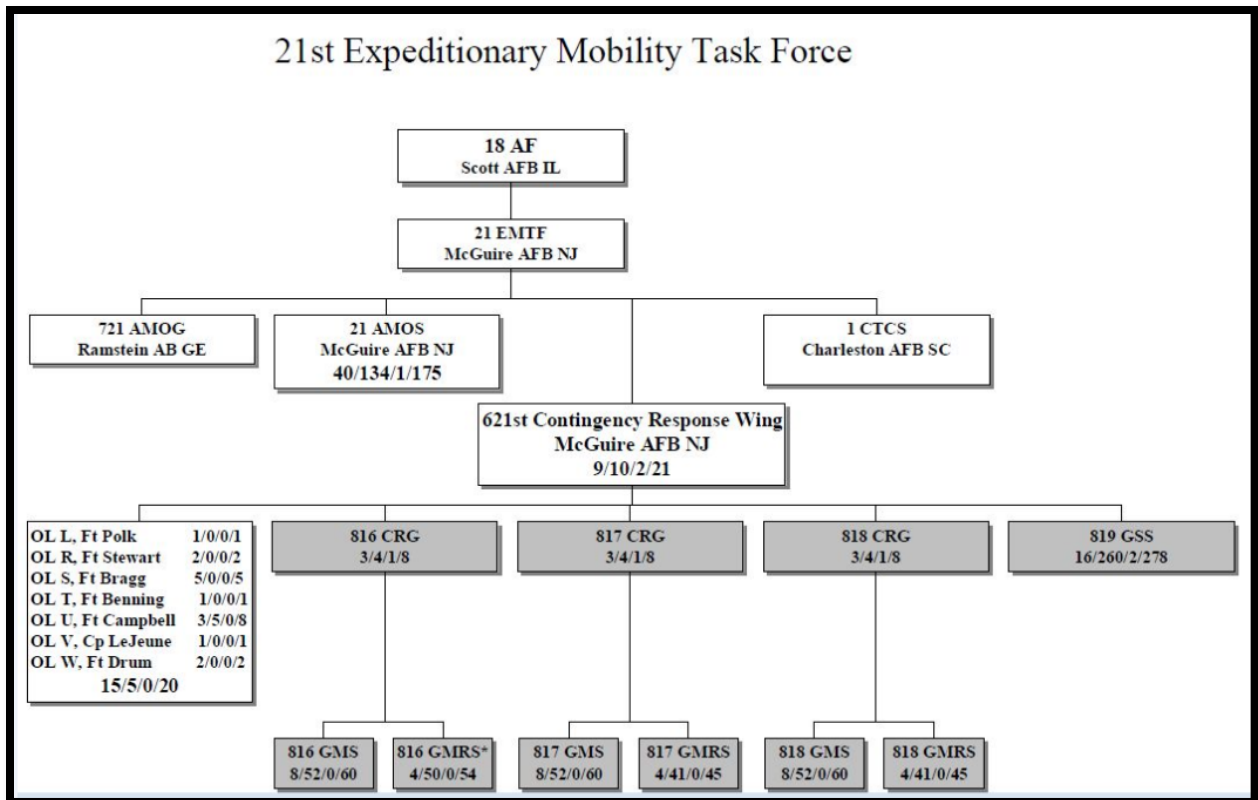 21st Expeditionary Mobility Task Force
18 AF
Scott AFB IL
21 EMTF
McGuire AFB NJ
721 AMOG
Ramstein AB GE
21 AMOS
McGuire AFB NJ
40/134/1/175
1 CTCS
Charleston AFB SC
621st Contingency Response Wing
McGuire AFB NJ
9/10/2/21
OL L, Ft Polk 1/0/0/1
OL R, Ft Stewart 2/0/0/2
OL S, Ft Bragg 5/0/0/5
OL T, Ft Benning 1/0/0/1
OL U, Ft Campbell 3/5/0/8
OL V, Cp LeJeune 1/0/0/1
OL W, Ft Drum 2/0/0/2
15/5/0/20
816 CRG
3/4/1/8
817 CRG
3/4/1/8
818 CRG
3/4/1/8
819 GSS
16/260/2/278
816 GMS
8/52/0/60
816 GMRS*
4/50/0/54
817 GMS
8/52/0/60
817 GMRS
4/41/0/45
818 GMS
8/52/0/60
818 GMRS
4/41/0/45